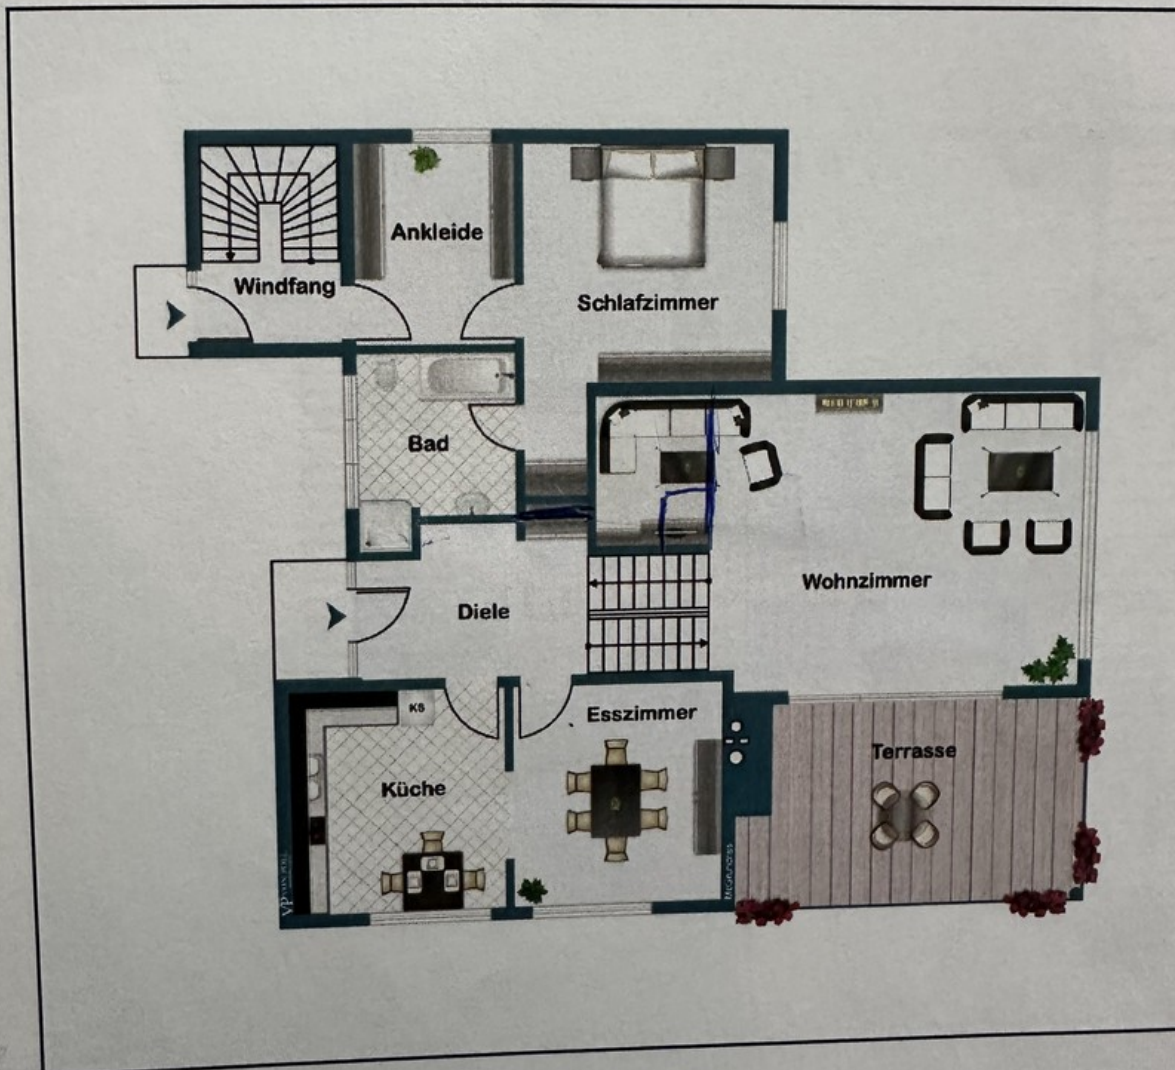 Ankleide
Windfang
Schlafzimmer
Bad
Wohnzimmer
Diele
KS
Esszimmer
Küche
Terrasse